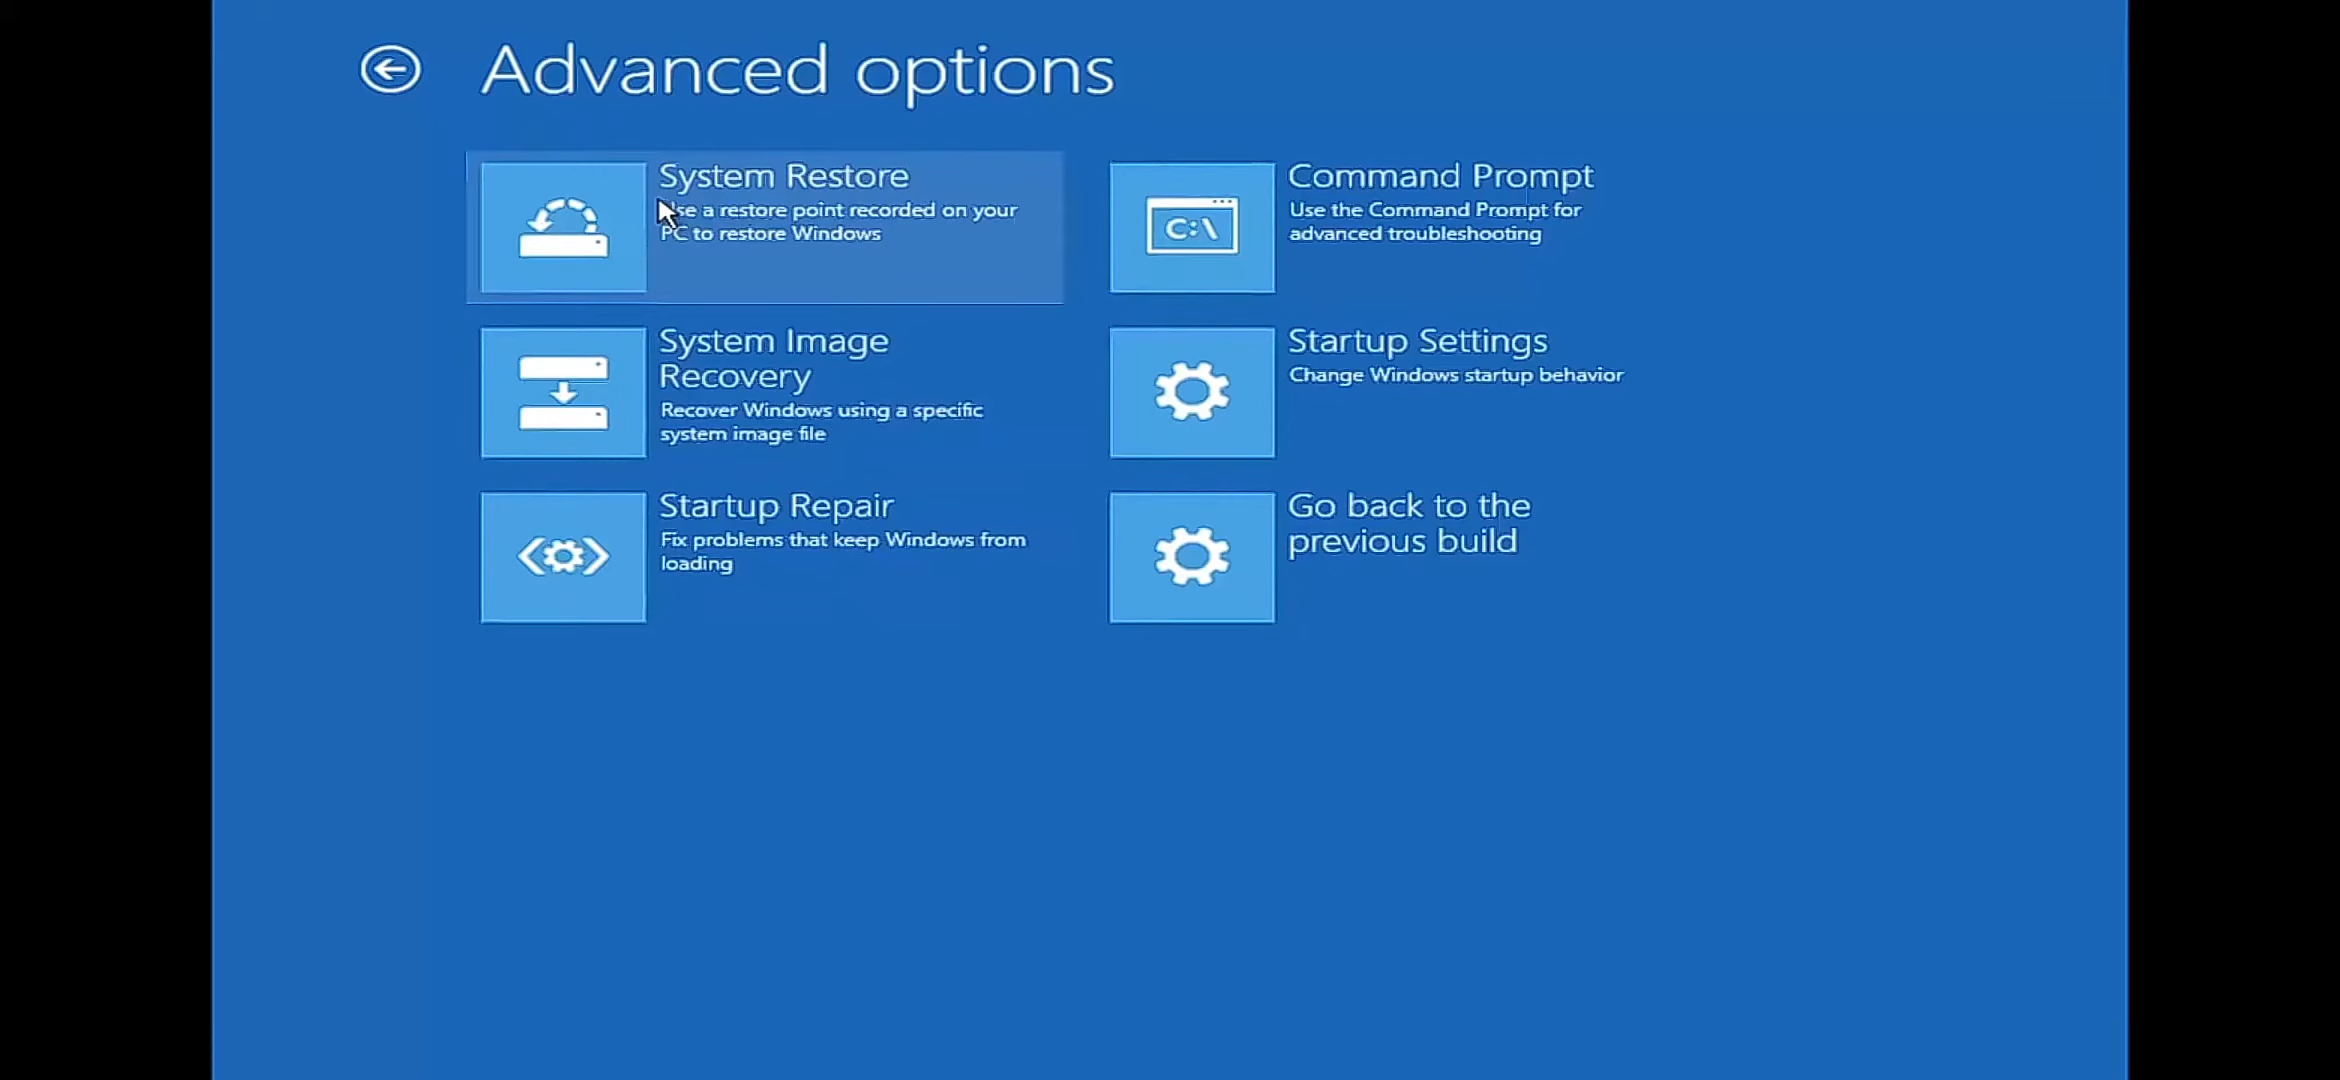 Advanced options
System Restore
se a restore point recorded on your
PC to restore Windows
System Image
Recovery
Recover Windows using a specific
system image file
Startup Repair
Fix problems that keep Windows from
loading
Command Prompt
Use the Command Prompt for
advanced troubleshooting
C:\
Startup Settings
Change Windows startup behavior
Go back to the
previous build